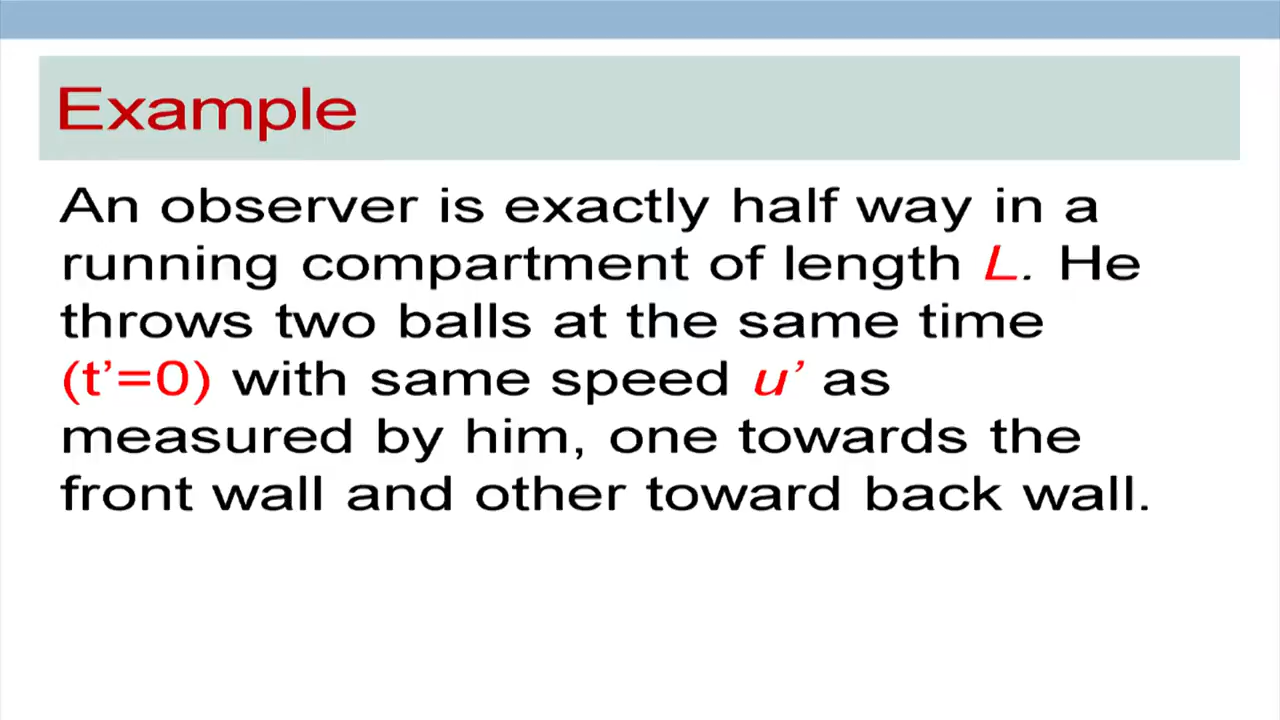 Example
An observer is exactly half way in a
running compartment of length L. He
throws two balls at the same time
(t’=0) with same speed u’ as
measured by him, one towards the
front wall and other toward back wall.